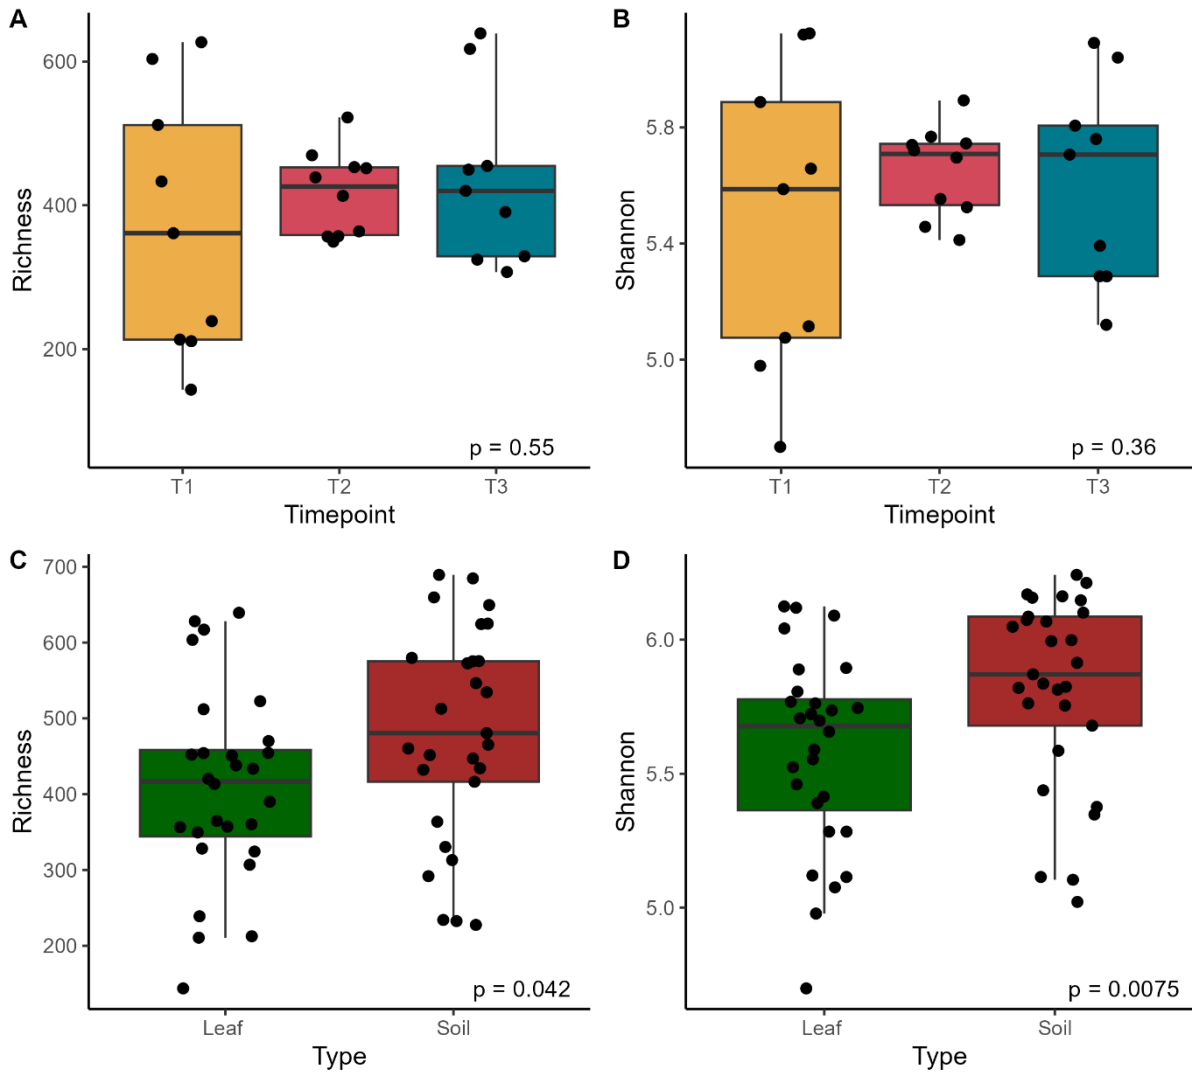 A
Richness
600
400
200
T1
T2
T3
Timepoint
p = 0.55
B
Shannon
5.8
5.4
5.0
T1
T2
T3
Timepoint
p = 0.36
C
Richness
700
600
500
400
300
200
Leaf
Soil
Type
p = 0.042
D
Shannon
6.0
5.5
5.0
Leaf
Soil
Type
p = 0.0075